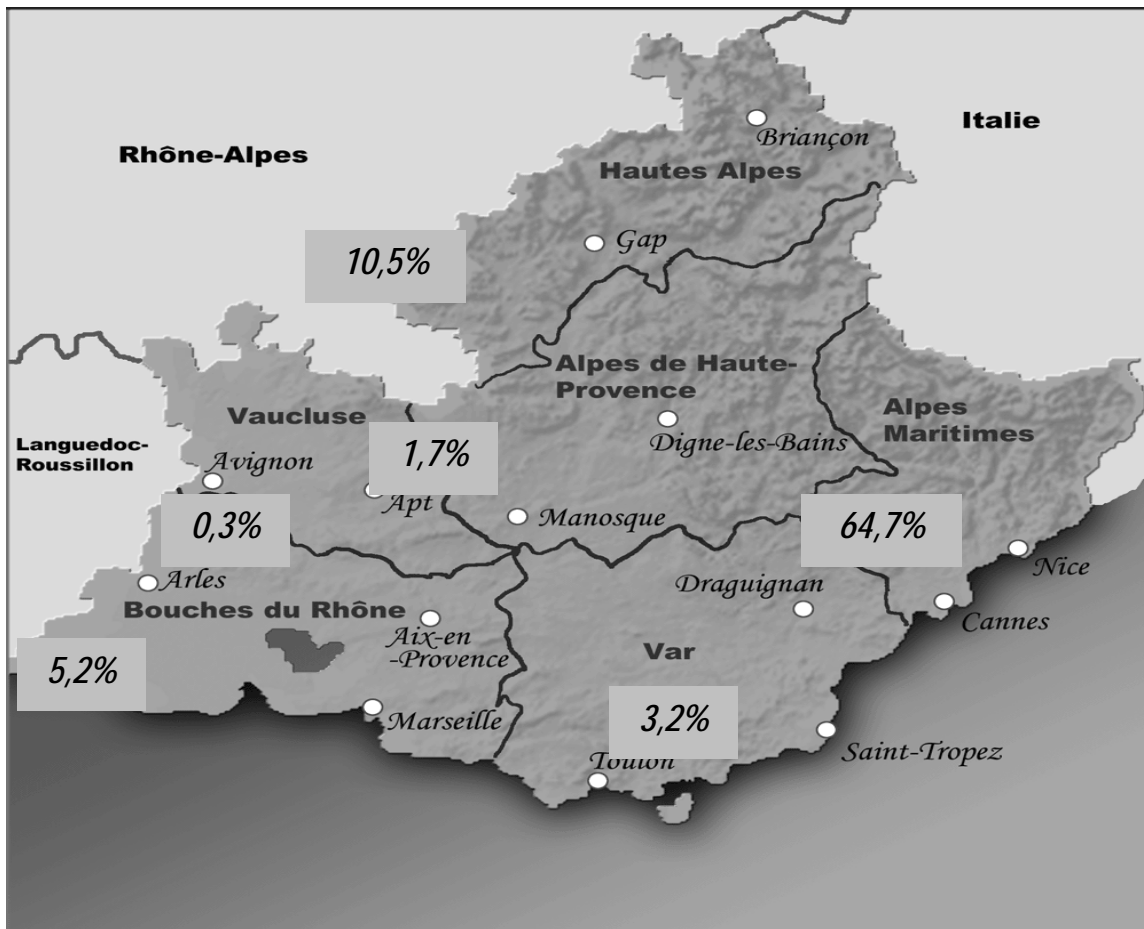 Italie
Briançon
Rhône-Alpes
Hautes Alpes
Gap
10,5%
Alpes de Haute-
Provence
Alpes
Maritimes
Vaucluse
Languedoc-
Roussillon
Avignon
1,7%
Digne-les-Bains
Apt
Manosque
0,3%
64,7%
Nice
Arles
Draguignan
Bouches du Rhône
Cannes
Aix-en
-Provence
Var
5,2%
Marseille
3,2%
Saint-Tropez
Toulon